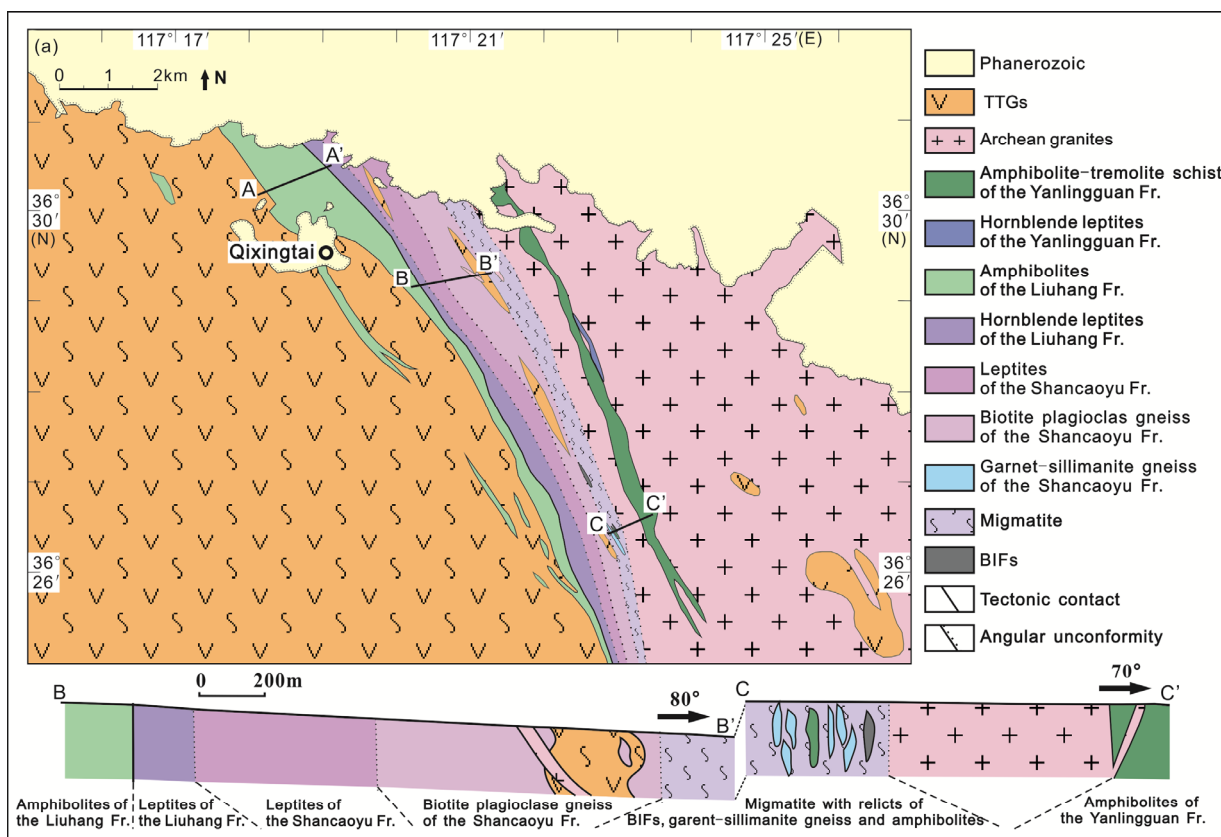 (a)
117° 17′
117° 21′
117° 25′ (E)
0 1 2km
N
36°
30′
(N)
36°
30′
(N)
36°
26′
36°
26′
A
A'
Qixingtai
B
B'
C
C'
Phanerozoic
TTGs
Archean granites
Amphibolite-tremolite schist
of the Yanlingguan Fr.
Hornblende leptites
of the Yanlingguan Fr.
Amphibolites
of the Liuhang Fr.
Hornblende leptites
of the Liuhang Fr.
Leptites
of the Shancaoyu Fr.
Biotite plagioclas gneiss
of the Shancaoyu Fr.
Garnet-sillimanite gneiss
of the Shancaoyu Fr.
Migmatite
BIFs
Tectonic contact
Angular unconformity
B
0 200m
80°
B'
C
70°
C'
Amphibolites of
the Liuhang Fr.
Leptites of
the Liuhang Fr.
Leptites of
the Shancaoyu Fr.
Biotite plagioclase gneiss
of the Shancaoyu Fr.
Migmatite with relicts of
BIFs, garent-sillimanite gneiss and amphibolites
Amphibolites of
the Yanlingguan Fr.